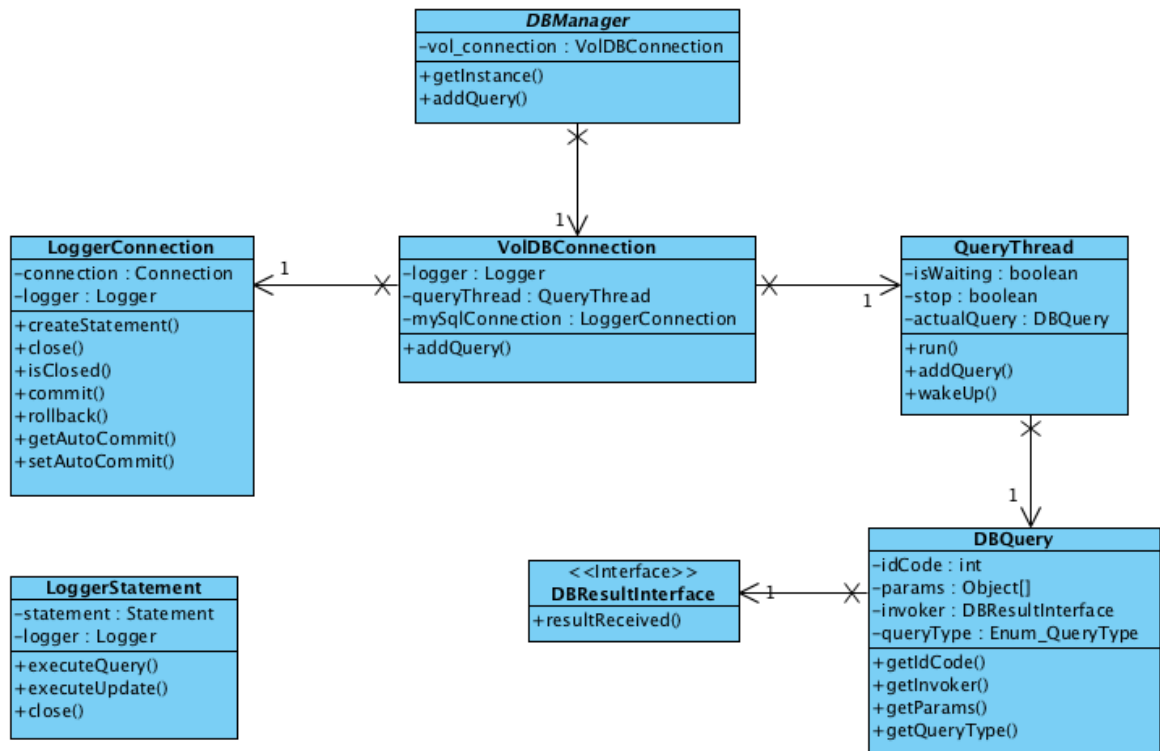 DBManager
-vol_connection : VolDBConnection
+getInstance()
+addQuery()
1
LoggerConnection
-connection : Connection
-logger : Logger
+createStatement()
+close()
+isClosed()
+commit()
+rollback()
+getAutoCommit()
+setAutoCommit()
1
VolDBConnection
-logger : Logger
-queryThread : QueryThread
-mySqlConnection : LoggerConnection
+addQuery()
1
QueryThread
-isWaiting : boolean
-stop : boolean
-actualQuery : DBQuery
+run()
+addQuery()
+wakeUp()
1
LoggerStatement
-statement : Statement
-logger : Logger
+executeQuery()
+executeUpdate()
+close()
<<Interface>>
DBResultInterface
+resultReceived()
1
DBQuery
-idCode : int
-params : Object[]
-invoker : DBResultInterface
-queryType : Enum_QueryType
+getIdCode()
+getInvoker()
+getParams()
+getQueryType()